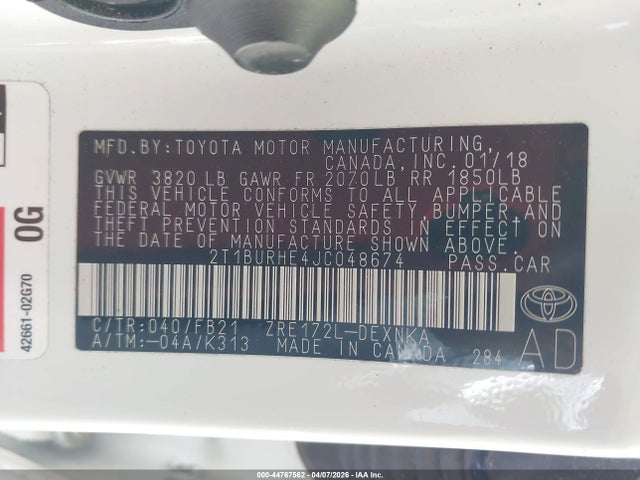 MFD.BY:TOYOTA MOTOR MANUFACTURING,
CANADA,INC.01/18
GVWR 3820LB GAWR FR 2070LB RR 1850LB
THIS VEHICLE CONFORMS TO ALL APPLICABLE
FEDERAL MOTOR VEHICLE SAFETY, BUMPER, AND
THEFT PREVENTION STANDARDS IN EFFECT ON
THE DATE OF MANUFACTURE SHOWN ABOVE.
2T1BURHE4JC048674 PASS.CAR
C/TR:040/FB21 ZRE172L-DEXNKA
A/TM:-04A/K313 MADE IN CANADA 284
AD
TOYOTA
0G
42661-02G70
000-44767562 | 04/07/2026 | IAA Inc.